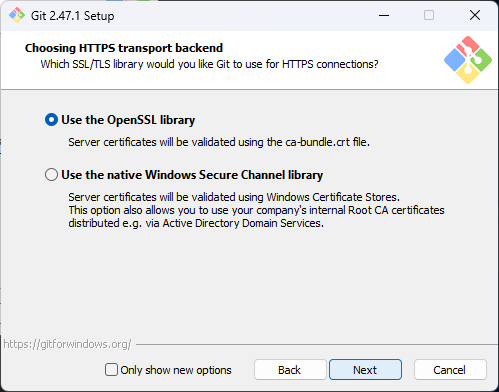 Git 2.47.1 Setup
Choosing HTTPS transport backend
Which SSL/TLS library would you like Git to use for HTTPS connections?
Use the OpenSSL library
Server certificates will be validated using the ca-bundle.crt file.
Use the native Windows Secure Channel library
Server certificates will be validated using Windows Certificate Stores.
This option also allows you to use your company's internal Root CA certificates
distributed e.g. via Active Directory Domain Services.
https://gitforwindows.org/
Only show new options
Back
Next
Cancel